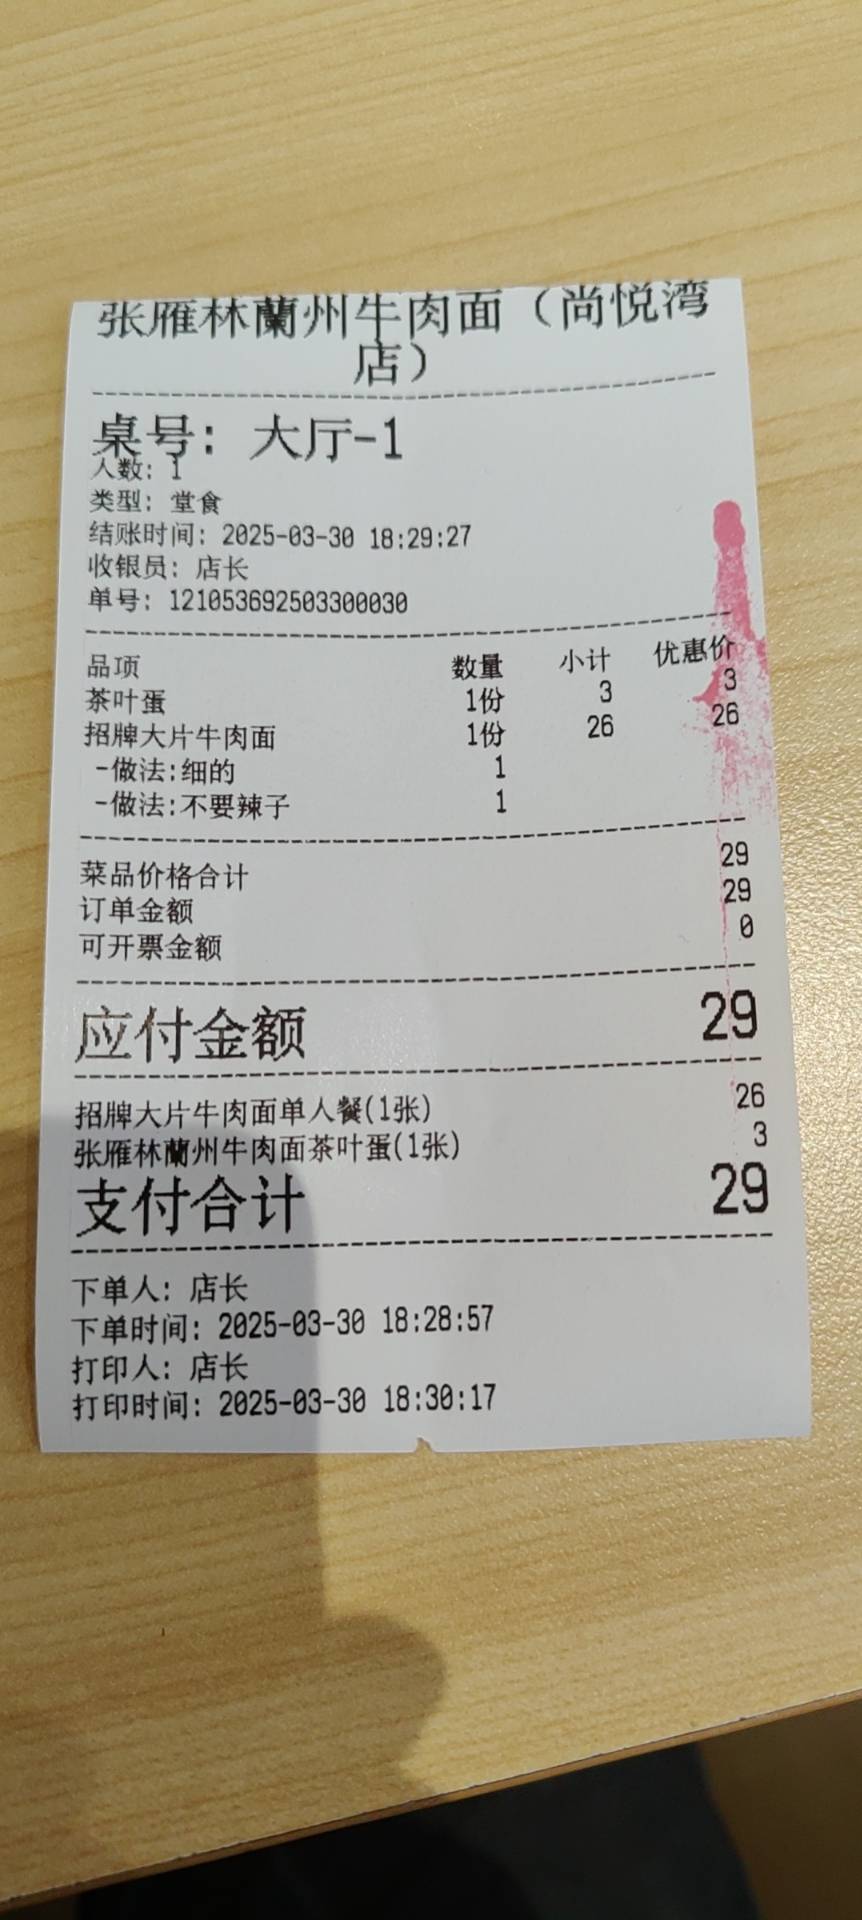 张雁林蘭州牛肉面（尚悦湾
店）
桌号: 大厅-1
人数: 1
类型: 堂食
结账时间: 2025-03-30 18:29:27
收银员: 店长
单号: 121053692503300030
品项 数量 小计 优惠价
茶叶蛋 1份 3 3
招牌大片牛肉面 1份 26 26
-做法:细的 1
-做法:不要辣子 1
菜品价格合计 29
订单金额 29
可开票金额 0
应付金额 29
招牌大片牛肉面单人餐(1张) 26
张雁林蘭州牛肉面茶叶蛋(1张) 3
支付合计 29
下单人: 店长
下单时间: 2025-03-30 18:28:57
打印人: 店长
打印时间: 2025-03-30 18:30:17